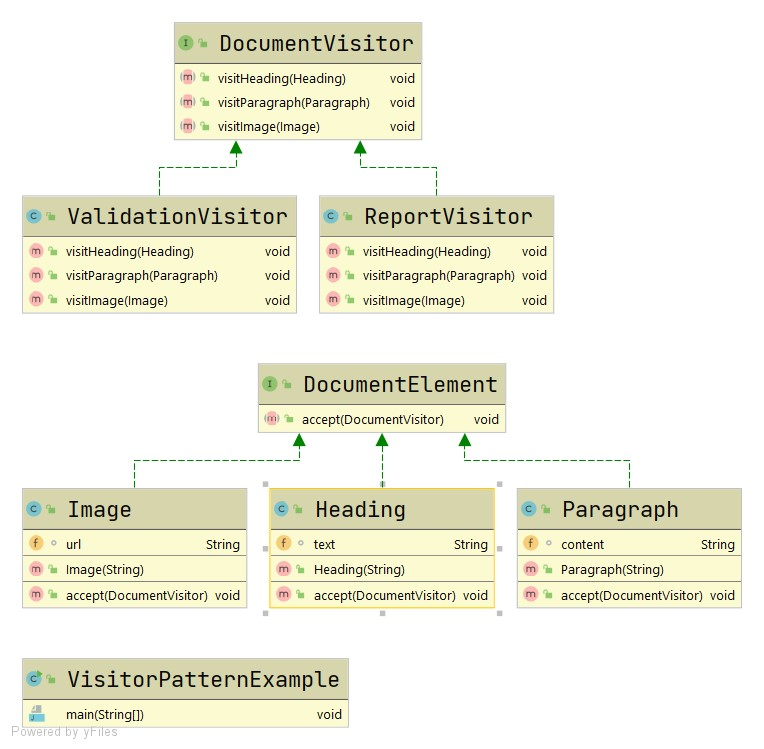 DocumentVisitor
visitHeading(Heading) void
visitParagraph(Paragraph) void
visitImage(Image) void
ValidationVisitor
visitHeading(Heading) void
visitParagraph(Paragraph) void
visitImage(Image) void
ReportVisitor
visitHeading(Heading) void
visitParagraph(Paragraph) void
visitImage(Image) void
DocumentElement
accept(DocumentVisitor) void
Image
url String
Image(String)
accept(DocumentVisitor) void
Heading
text String
Heading(String)
accept(DocumentVisitor) void
Paragraph
content String
Paragraph(String)
accept(DocumentVisitor) void
VisitorPatternExample
main(String[]) void
Powered by yFiles